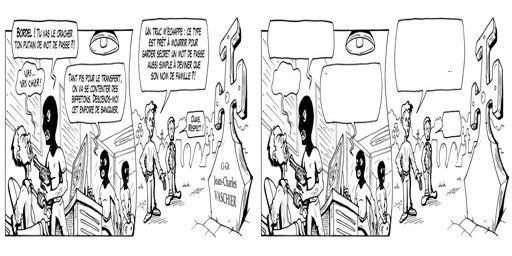 BORDEL ! TU VAS LE CRACHER
TON PUTAIN DE MOT DE PASSE ?!
VAS...
VAS CHIER !
TANT PIS POUR LE TRANSFERT,
ON VA SE CONTENTER DES
BIFFETONS. DESCENDS-MOI
CET ENFOIRÉ DE BANQUIER.
UN TRUC M'ÉCHAPPE : CE TYPE
EST PRÊT À MOURRIR POUR
GARDER SECRET UN MOT DE PASSE
AUSSI SIMPLE À DEVINER QUE
SON NOM DE FAMILLE ?!
OUAIS.
RESPECT !
Ci-Gît
Jean-Charles
VASCHIER